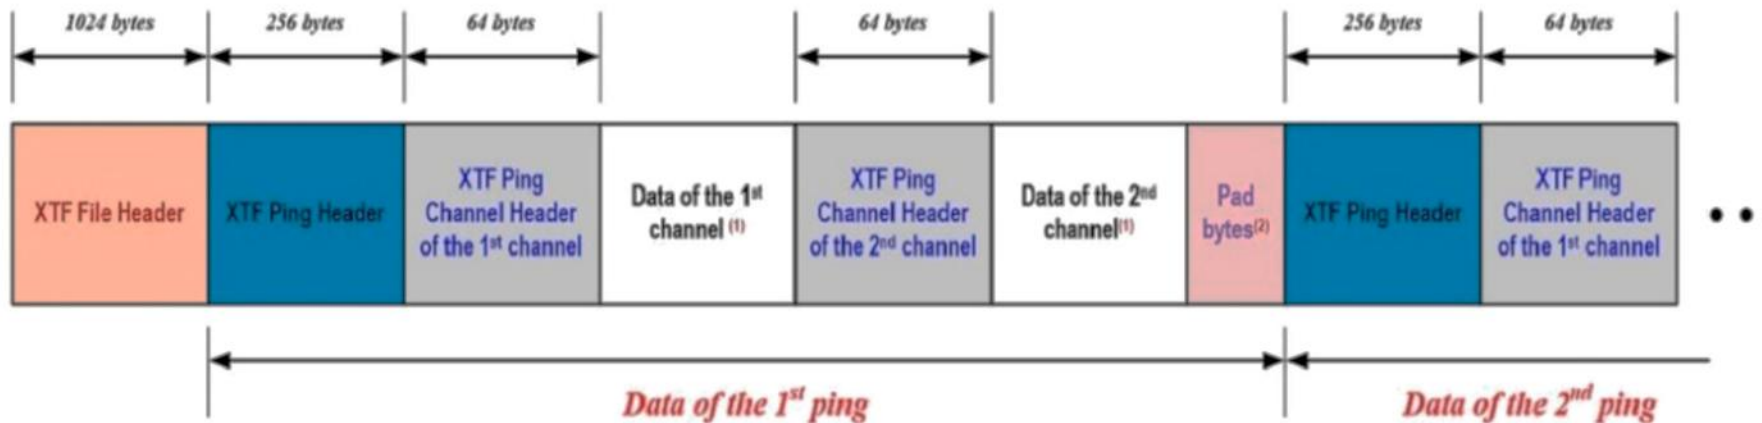 1024 bytes
256 bytes
64 bytes
64 bytes
256 bytes
64 bytes
XTF File Header
XTF Ping Header
XTF Ping
Channel Header
of the 1st channel
Data of the 1st
channel (1)
XTF Ping
Channel Header
of the 2nd channel
Data of the 2nd
channel(1)
Pad
bytes(2)
XTF Ping Header
XTF Ping
Channel Header
of the 1st channel
Data of the 1st ping
Data of the 2nd ping